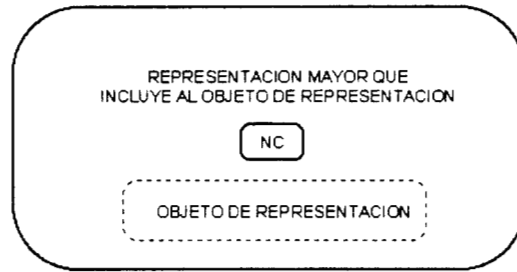 REPRESENTACION MAYOR QUE
INCLUYE AL OBJETO DE REPRESENTACION
NC
OBJETO DE REPRESENTACION